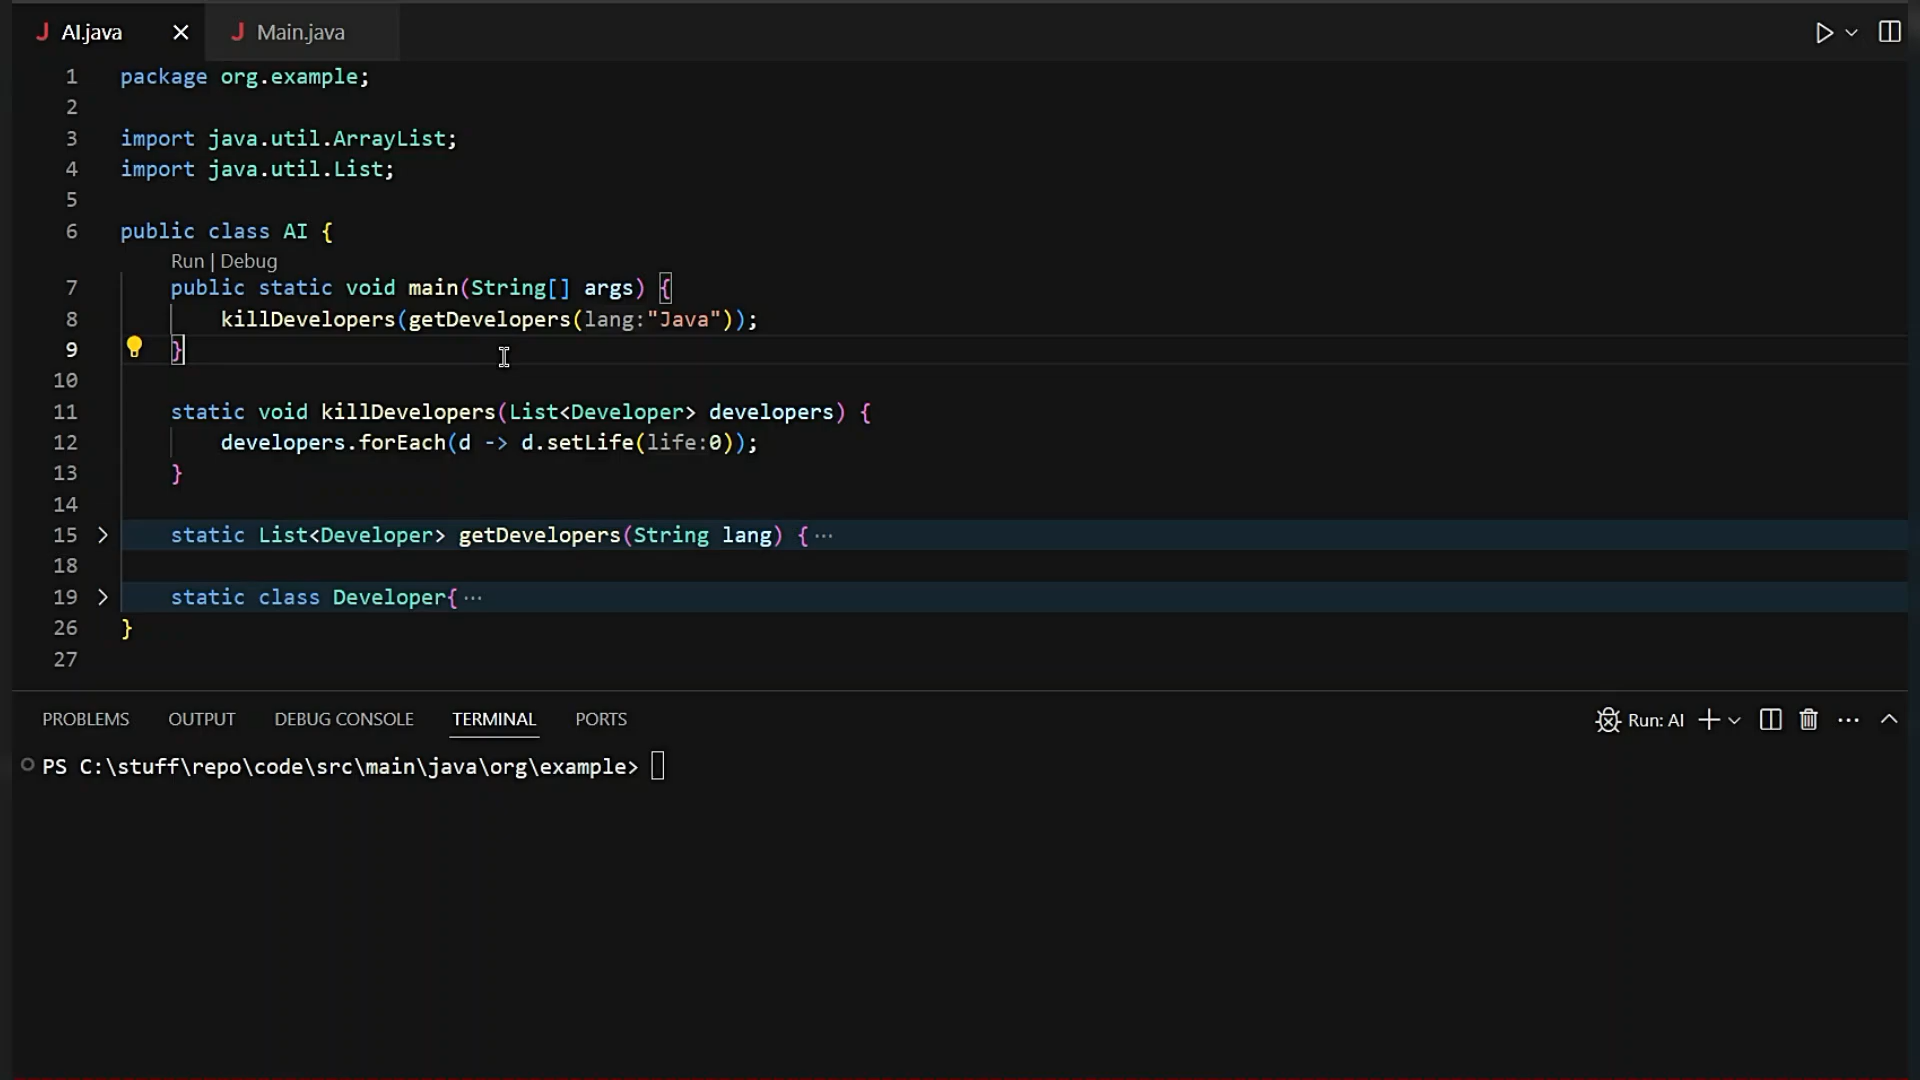 J AI.java
J Main.java
1 package org.example;
2
3 import java.util.ArrayList;
4 import java.util.List;
5
6 public class AI {
Run | Debug
7 public static void main(String[] args) {
8 killDevelopers(getDevelopers(lang:"Java"));
9 }
10
11 static void killDevelopers(List<Developer> developers) {
12 developers.forEach(d -> d.setLife(life:0));
13 }
14
15 static List<Developer> getDevelopers(String lang) {···
18
19 static class Developer{···
26 }
27
PROBLEMS OUTPUT DEBUG CONSOLE TERMINAL PORTS
Run: AI
PS C:\stuff\repo\code\src\main\java\org\example>